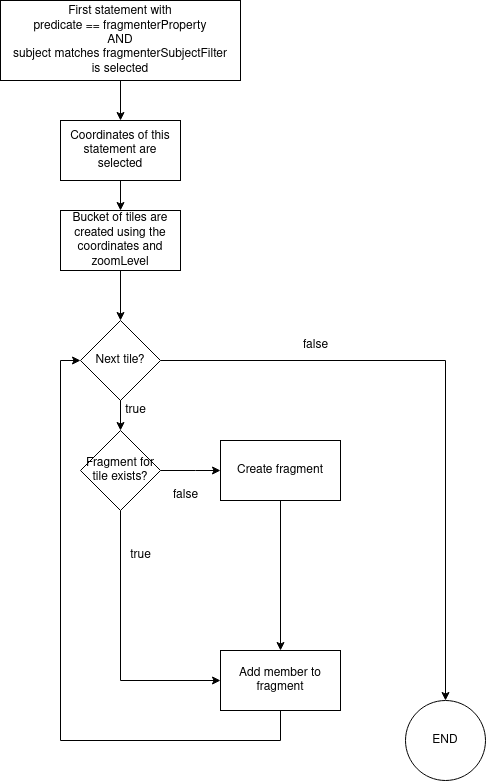 First statement with
predicate == fragmenterProperty
AND
subject matches fragmenterSubjectFilter
is selected
Coordinates of this
statement are
selected
Bucket of tiles are
created using the
coordinates and
zoomLevel
Next tile?
false
true
Fragment for
tile exists?
Create fragment
false
true
Add member to
fragment
END